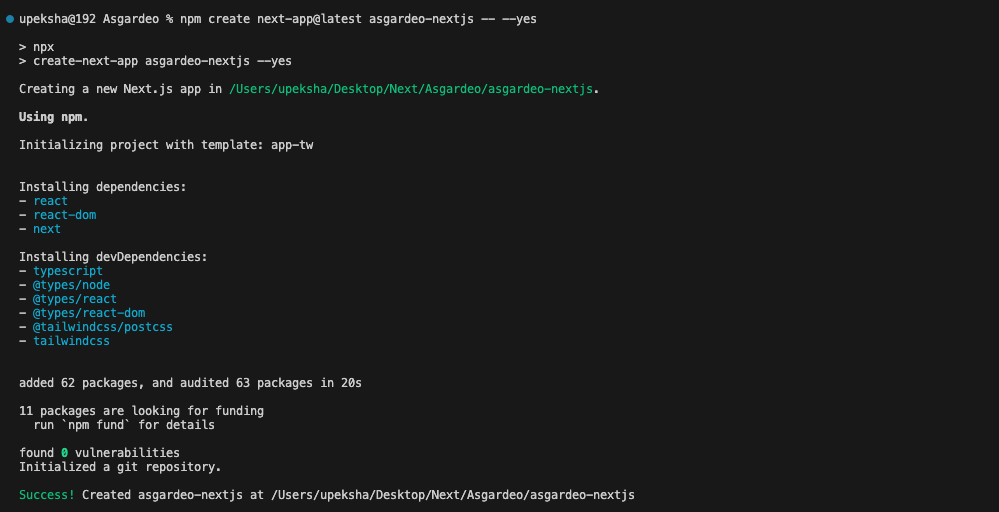 upeksha@192 Asgardeo % npm create next-app@latest asgardeo-nextjs -- --yes
> npx
> create-next-app asgardeo-nextjs --yes
Creating a new Next.js app in /Users/upeksha/Desktop/Next/Asgardeo/asgardeo-nextjs.
Using npm.
Initializing project with template: app-tw
Installing dependencies:
- react
- react-dom
- next
Installing devDependencies:
- typescript
- @types/node
- @types/react
- @types/react-dom
- @tailwindcss/postcss
- tailwindcss
added 62 packages, and audited 63 packages in 20s
11 packages are looking for funding
run `npm fund` for details
found 0 vulnerabilities
Initialized a git repository.
Success! Created asgardeo-nextjs at /Users/upeksha/Desktop/Next/Asgardeo/asgardeo-nextjs